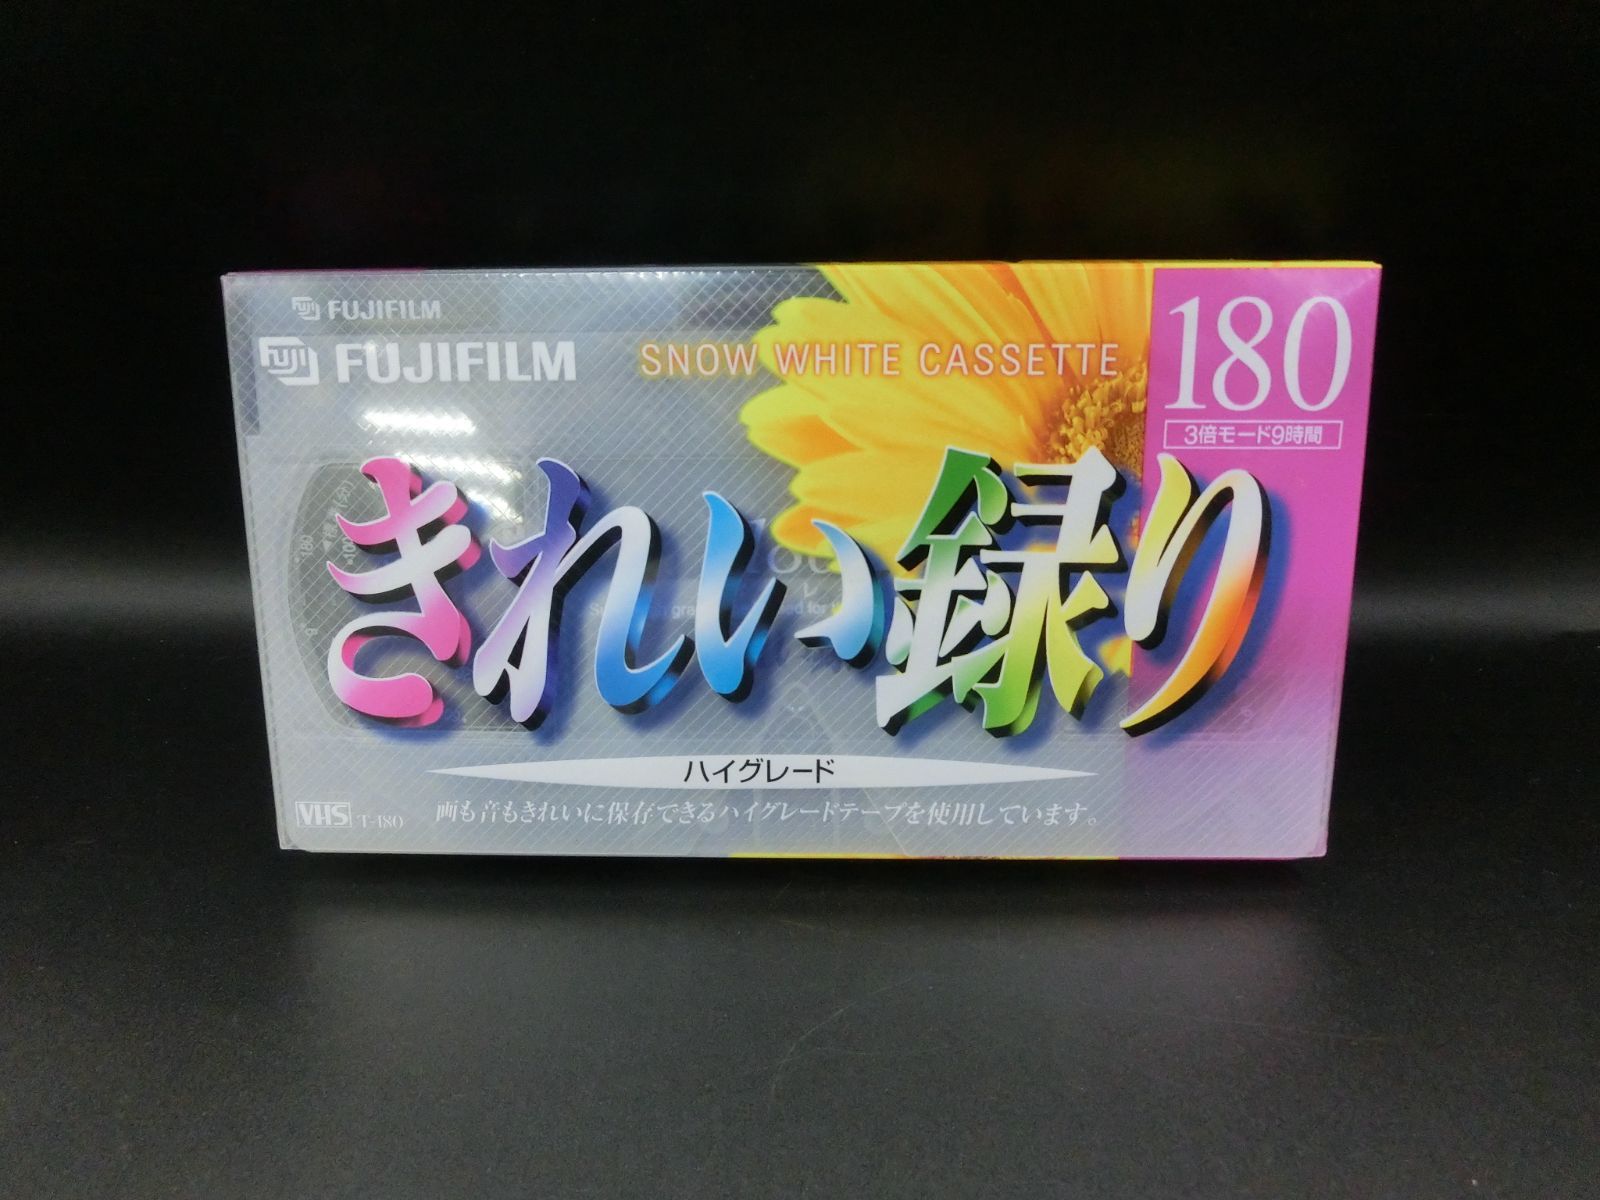 FUJIFILM
FUJI FUJIFILM
SNOW WHITE CASSETTE
180
3倍モード9時間
きれい録り
ハイグレード
VHS T-180
画も音もきれいに保存できるハイグレードテープを使用しています。